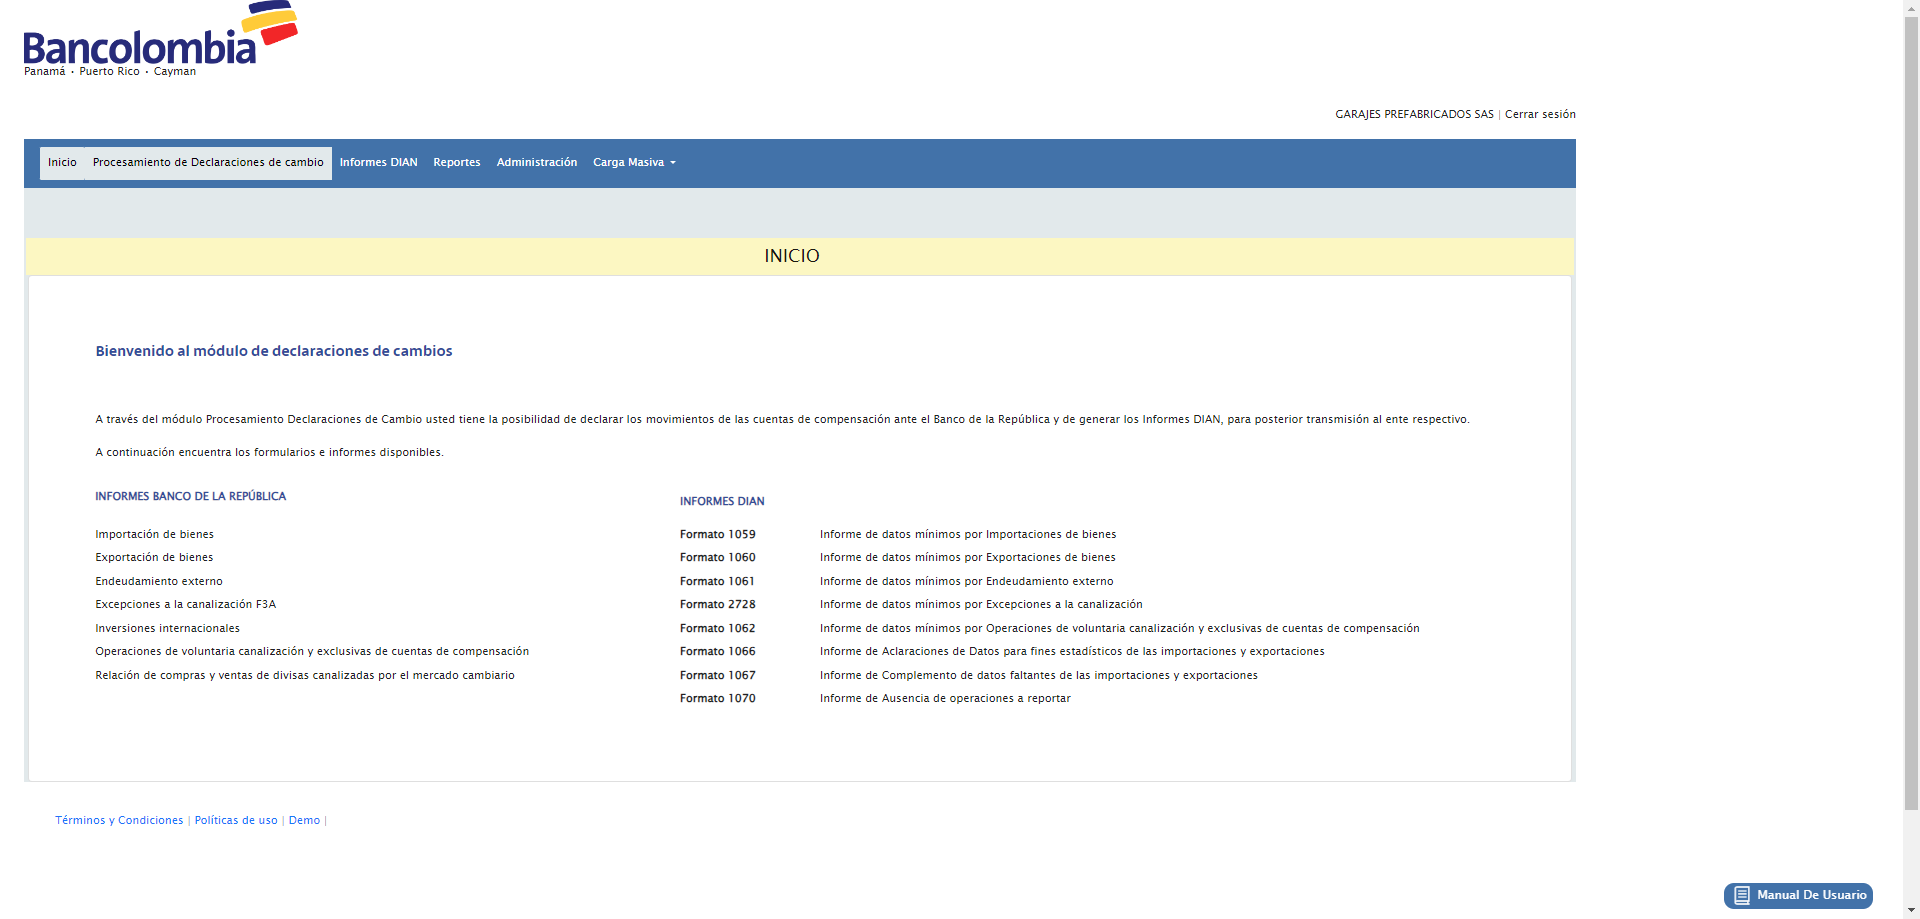 Bancolombia
Panamá · Puerto Rico · Cayman
GARAJES PREFABRICADOS SAS | Cerrar sesión
Inicio Procesamiento de Declaraciones de cambio Informes DIAN Reportes Administración Carga Masiva
INICIO
Bienvenido al módulo de declaraciones de cambios
A través del módulo Procesamiento Declaraciones de Cambio usted tiene la posibilidad de declarar los movimientos de las cuentas de compensación ante el Banco de la República y de generar los Informes DIAN, para posterior transmisión al ente respectivo.
A continuación encuentra los formularios e informes disponibles.
INFORMES BANCO DE LA REPÚBLICA
Importación de bienes
Exportación de bienes
Endeudamiento externo
Excepciones a la canalización F3A
Inversiones internacionales
Operaciones de voluntaria canalización y exclusivas de cuentas de compensación
Relación de compras y ventas de divisas canalizadas por el mercado cambiario
INFORMES DIAN
Formato 1059 Informe de datos mínimos por Importaciones de bienes
Formato 1060 Informe de datos mínimos por Exportaciones de bienes
Formato 1061 Informe de datos mínimos por Endeudamiento externo
Formato 2728 Informe de datos mínimos por Excepciones a la canalización
Formato 1062 Informe de datos mínimos por Operaciones de voluntaria canalización y exclusivas de cuentas de compensación
Formato 1066 Informe de Aclaraciones de Datos para fines estadísticos de las importaciones y exportaciones
Formato 1067 Informe de Complemento de datos faltantes de las importaciones y exportaciones
Formato 1070 Informe de Ausencia de operaciones a reportar
Términos y Condiciones | Políticas de uso | Demo |
Manual De Usuario